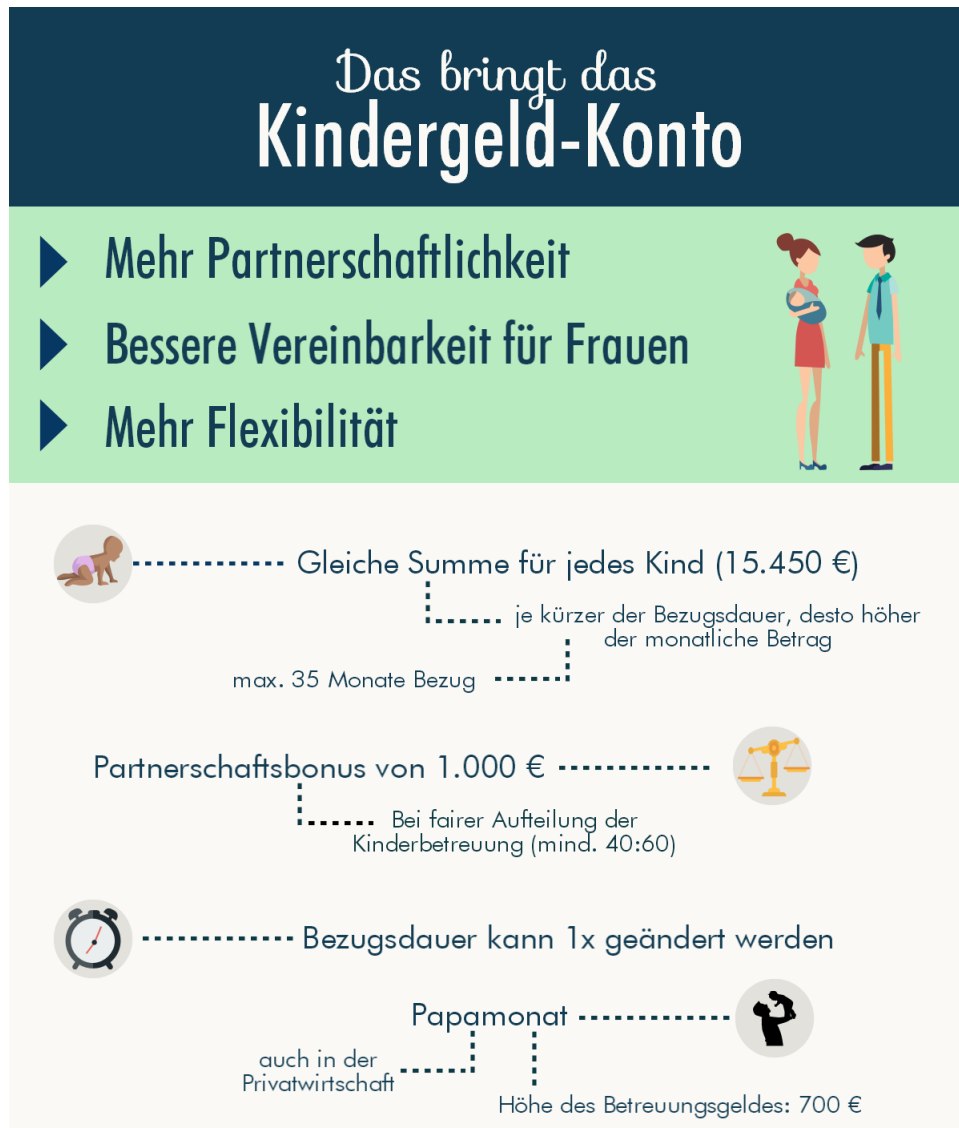 Das bringt das
Kindergeld-Konto
Mehr Partnerschaftlichkeit
Bessere Vereinbarkeit für Frauen
Mehr Flexibilität
Gleiche Summe für jedes Kind (15.450 €)
je kürzer der Bezugsdauer, desto höher
der monatliche Betrag
max. 35 Monate Bezug
Partnerschaftsbonus von 1.000 €
Bei fairer Aufteilung der
Kinderbetreuung (mind. 40:60)
Bezugsdauer kann 1x geändert werden
Papamonat
auch in der
Privatwirtschaft
Höhe des Betreuungsgeldes: 700 €